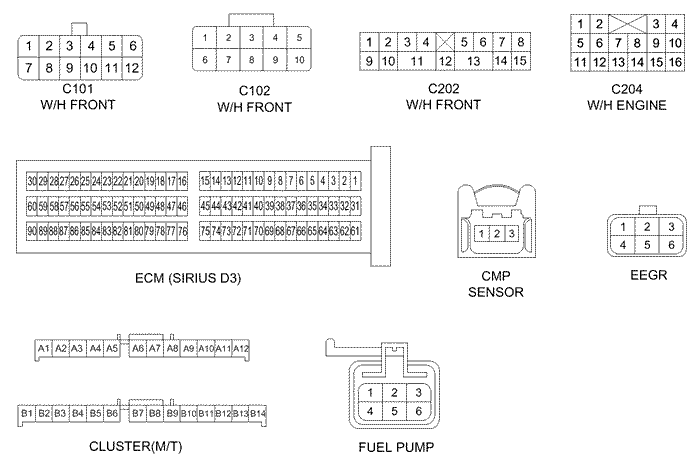 1 2 3 4 5 6
7 8 9 10 11 12
C101
W/H FRONT
1 2 3 4 5
6 7 8 9 10
C102
W/H FRONT
1 2 3 4 5 6 7 8
9 10 11 12 13 14 15
C202
W/H FRONT
1 2 3 4
5 6 7 8 9 10
11 12 13 14 15 16
C204
W/H ENGINE
30 29 28 27 26 25 24 23 22 21 20 19 18 17 16 15 14 13 12 11 10 9 8 7 6 5 4 3 2 1
60 59 58 57 56 55 54 53 52 51 50 49 48 47 46 45 44 43 42 41 40 39 38 37 36 35 34 33 32 31
90 89 88 87 86 85 84 83 82 81 80 79 78 77 76 75 74 73 72 71 70 69 68 67 66 65 64 63 62 61
ECM (SIRIUS D3)
1 2 3
CMP
SENSOR
1 2 3
4 5 6
EEGR
A1 A2 A3 A4 A5 A6 A7 A8 A9 A10 A11 A12
B1 B2 B3 B4 B5 B6 B7 B8 B9 B10 B11 B12 B13 B14
CLUSTER(M/T)
1 2 3
4 5 6
FUEL PUMP